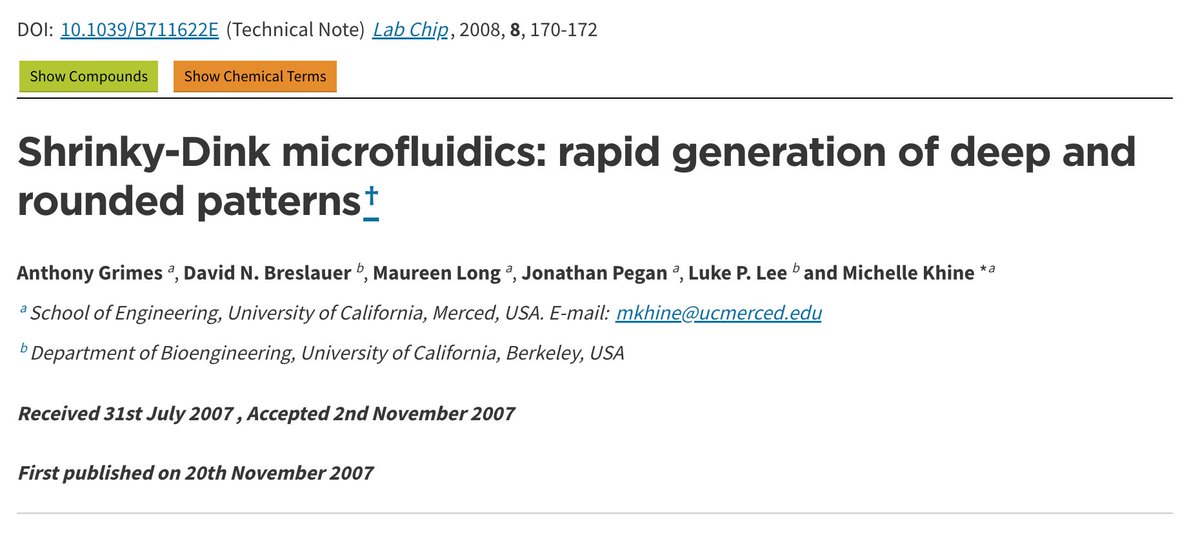 DOI: 10.1039/B711622E (Technical Note) Lab Chip, 2008, 8, 170-172
Show Compounds Show Chemical Terms
Shrinky-Dink microfluidics: rapid generation of deep and
rounded patterns†
Anthony Grimes a, David N. Breslauer b, Maureen Long a, Jonathan Pegan a, Luke P. Lee b and Michelle Khine *a
a School of Engineering, University of California, Merced, USA. E-mail: mkhine@ucmerced.edu
b Department of Bioengineering, University of California, Berkeley, USA
Received 31st July 2007 , Accepted 2nd November 2007
First published on 20th November 2007